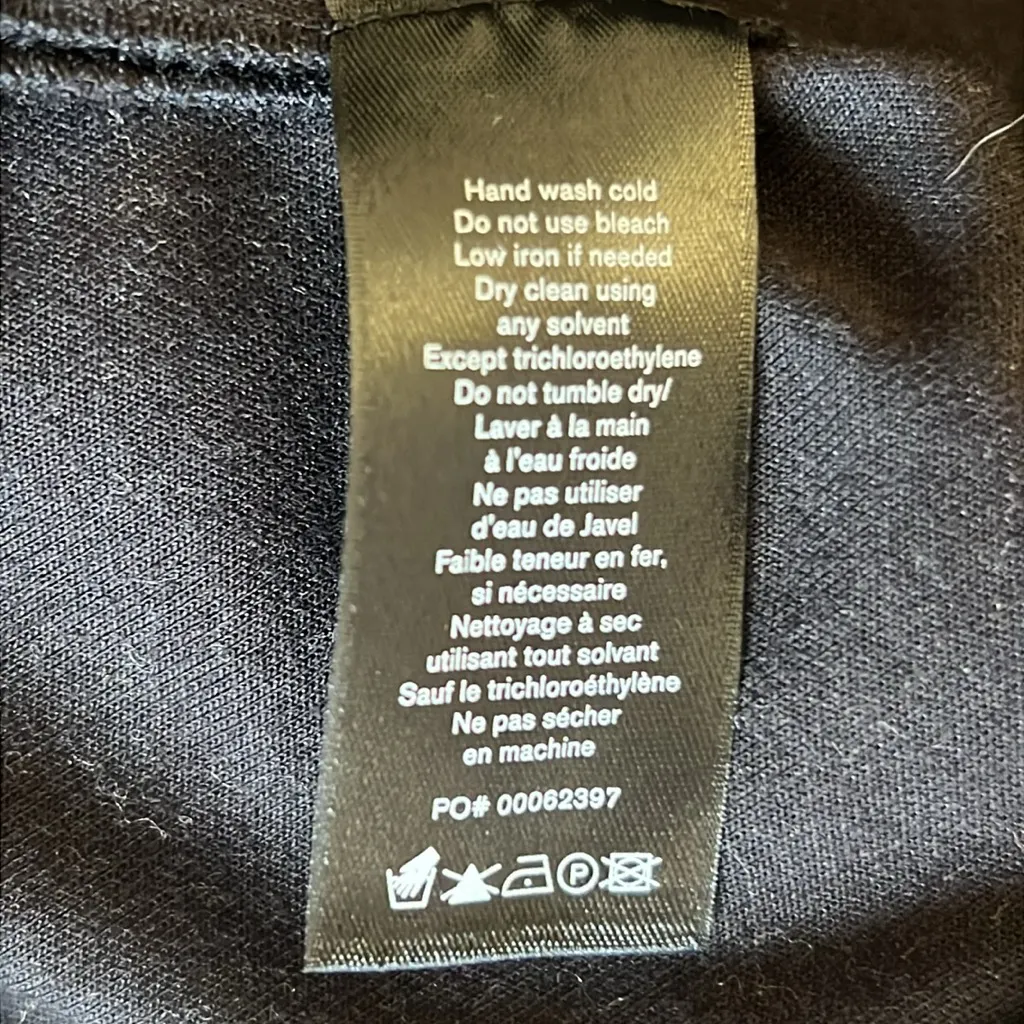 Hand wash cold
Do not use bleach
Low iron if needed
Dry clean using
any solvent
Except trichloroethylene
Do not tumble dry/
Laver à la main
à l'eau froide
Ne pas utiliser
d'eau de Javel
Faible teneur en fer,
si nécessaire
Nettoyage à sec
utilisant tout solvant
Sauf le trichloroéthylène
Ne pas sécher
en machine
PO# 00062397
P